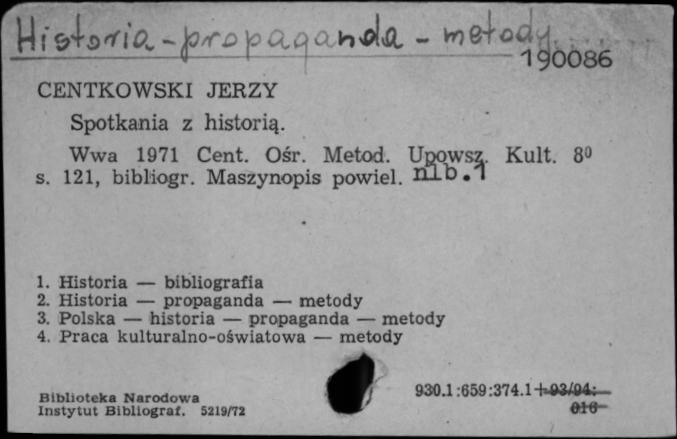 Historia - propaganda - metody
190086
CENTKOWSKI JERZY
Spotkania z historią.
Wwa 1971 Cent. Ośr. Metod. Upowsz. Kult. 8⁰
s. 121, bibliogr. Maszynopis powiel. nlb.1
1. Historia — bibliografia
2. Historia — propaganda — metody
3. Polska — historia — propaganda — metody
4. Praca kulturalno-oświatowa — metody
930.1:659:374.1+93/94:
016
Biblioteka Narodowa
Instytut Bibliograf. 5219/72